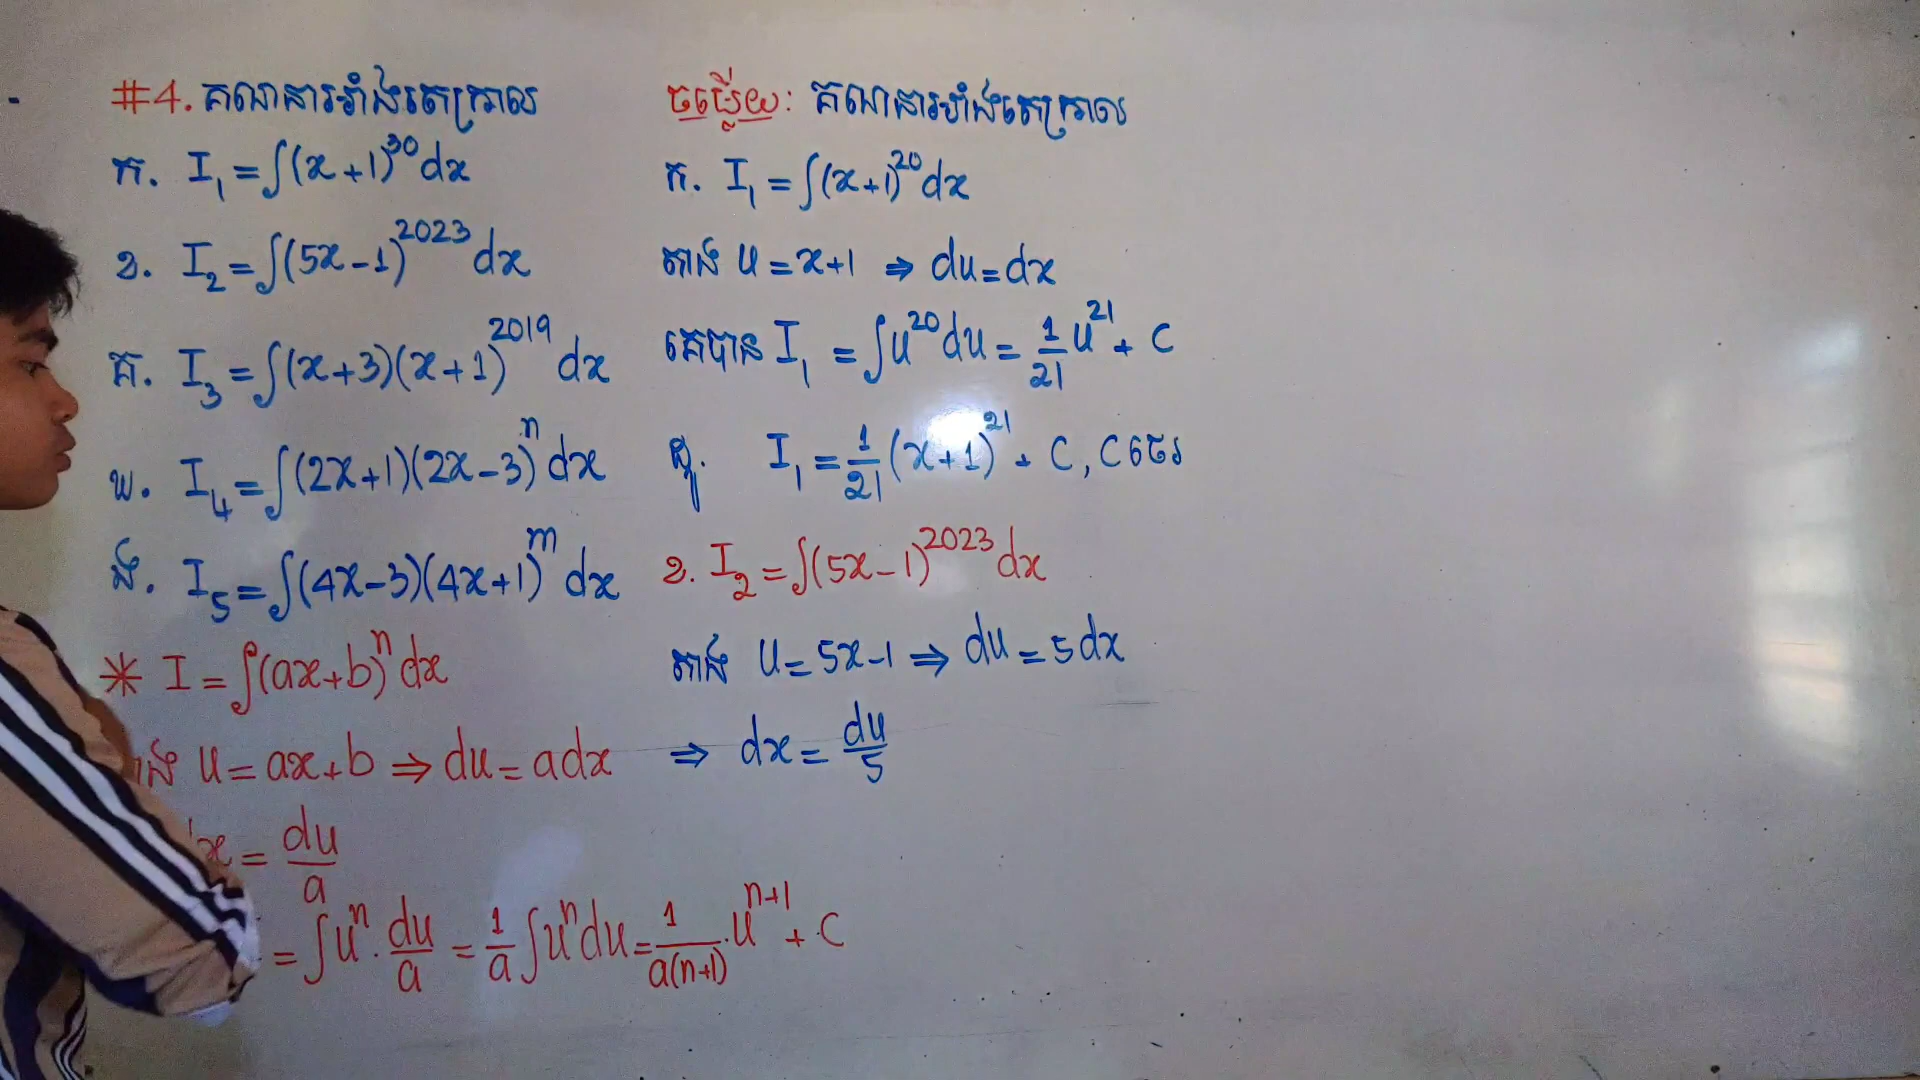 #4. គណនារអាំងតេក្រាល
ក. I₁ = ∫(x+1)³⁰dx
ខ. I₂ = ∫(5x-1)²⁰²³dx
គ. I₃ = ∫(x+3)(x+1)²⁰¹⁹dx
ឃ. I₄ = ∫(2x+1)(2x-3)ⁿdx
ង. I₅ = ∫(4x-3)(4x+1)ᵐdx
* I = ∫(ax+b)ⁿdx
u = ax+b ⇒ du = adx
= du/a
= ∫uⁿ · du/a = 1/a ∫uⁿdu = 1/a(n+1) · uⁿ⁺¹ + C
ចម្លើយ: គណនារអាំងតេក្រាល
ក. I₁ = ∫(x+1)²⁰dx
តាង u = x+1 ⇒ du = dx
គេបាន I₁ = ∫u²⁰du = 1/21 u²¹ + C
ដូ. I₁ = 1/21 (x+1)²¹ + C, C ថេរ
ខ. I₂ = ∫(5x-1)²⁰²³dx
តាង u = 5x-1 ⇒ du = 5dx
⇒ dx = du/5